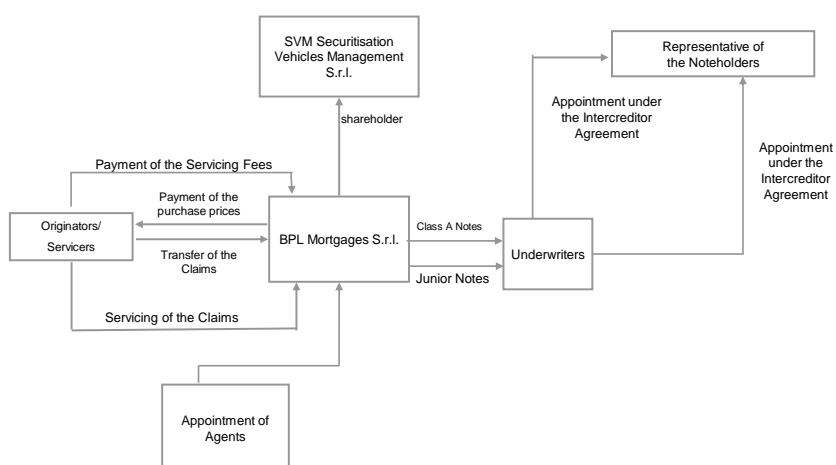 SVM Securitisation
Vehicles Management
S.r.l.
Representative of
the Noteholders
shareholder
Appointment under
the Intercreditor
Agreement
Appointment
under the
Intercreditor
Agreement
Payment of the Servicing Fees
Payment of the
purchase prices
Originators/
Servicers
BPL Mortgages S.r.l.
Class A Notes
Underwriters
Transfer of the
Claims
Junior Notes
Servicing of the Claims
Appointment of
Agents